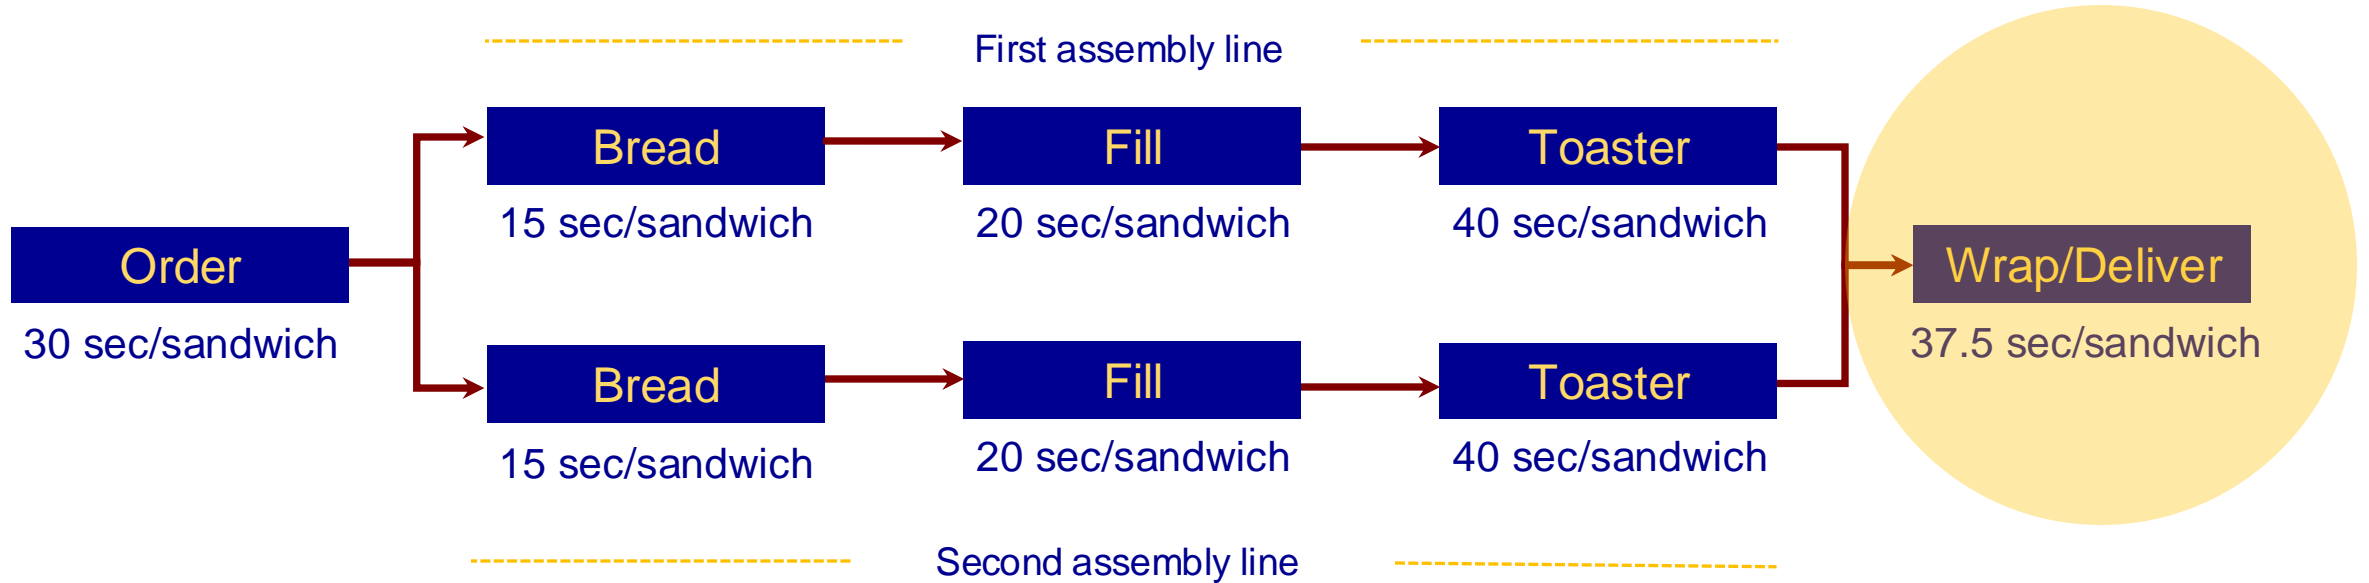 First assembly line
Bread
Fill
Toaster
15 sec/sandwich
20 sec/sandwich
40 sec/sandwich
Order
30 sec/sandwich
Wrap/Deliver
37.5 sec/sandwich
Bread
Fill
Toaster
15 sec/sandwich
20 sec/sandwich
40 sec/sandwich
Second assembly line